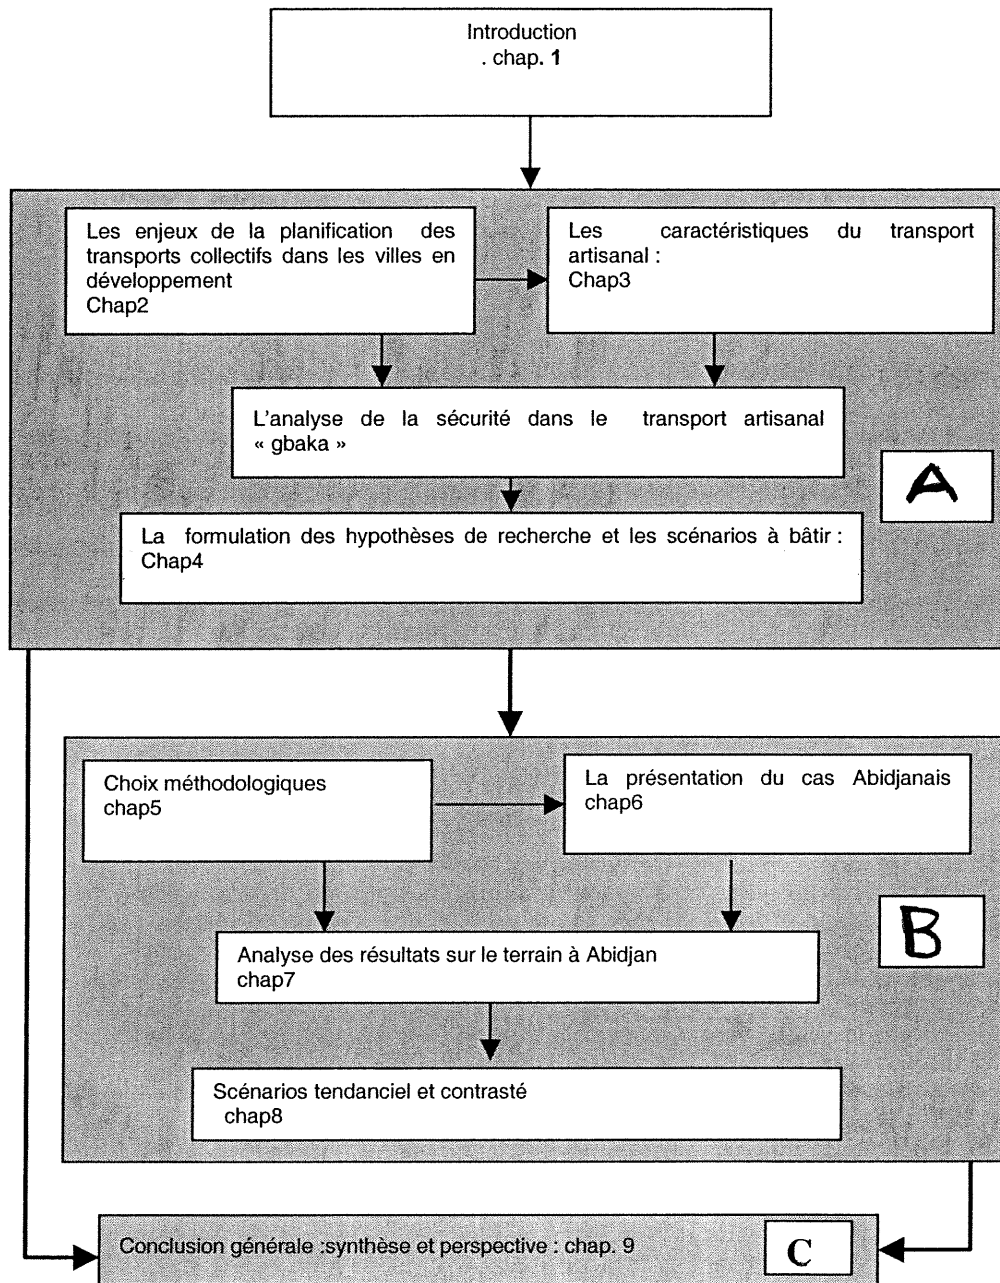 Introduction
. chap. 1
Les enjeux de la planification des
transports collectifs dans les villes en
développement
Chap2
Les caractéristiques du transport
artisanal :
Chap3
L'analyse de la sécurité dans le transport artisanal
« gbaka »
A
La formulation des hypothèses de recherche et les scénarios à bâtir :
Chap4
Choix méthodologiques
chap5
La présentation du cas Abidjanais
chap6
B
Analyse des résultats sur le terrain à Abidjan
chap7
Scénarios tendanciel et contrasté
chap8
Conclusion générale :synthèse et perspective : chap. 9
C